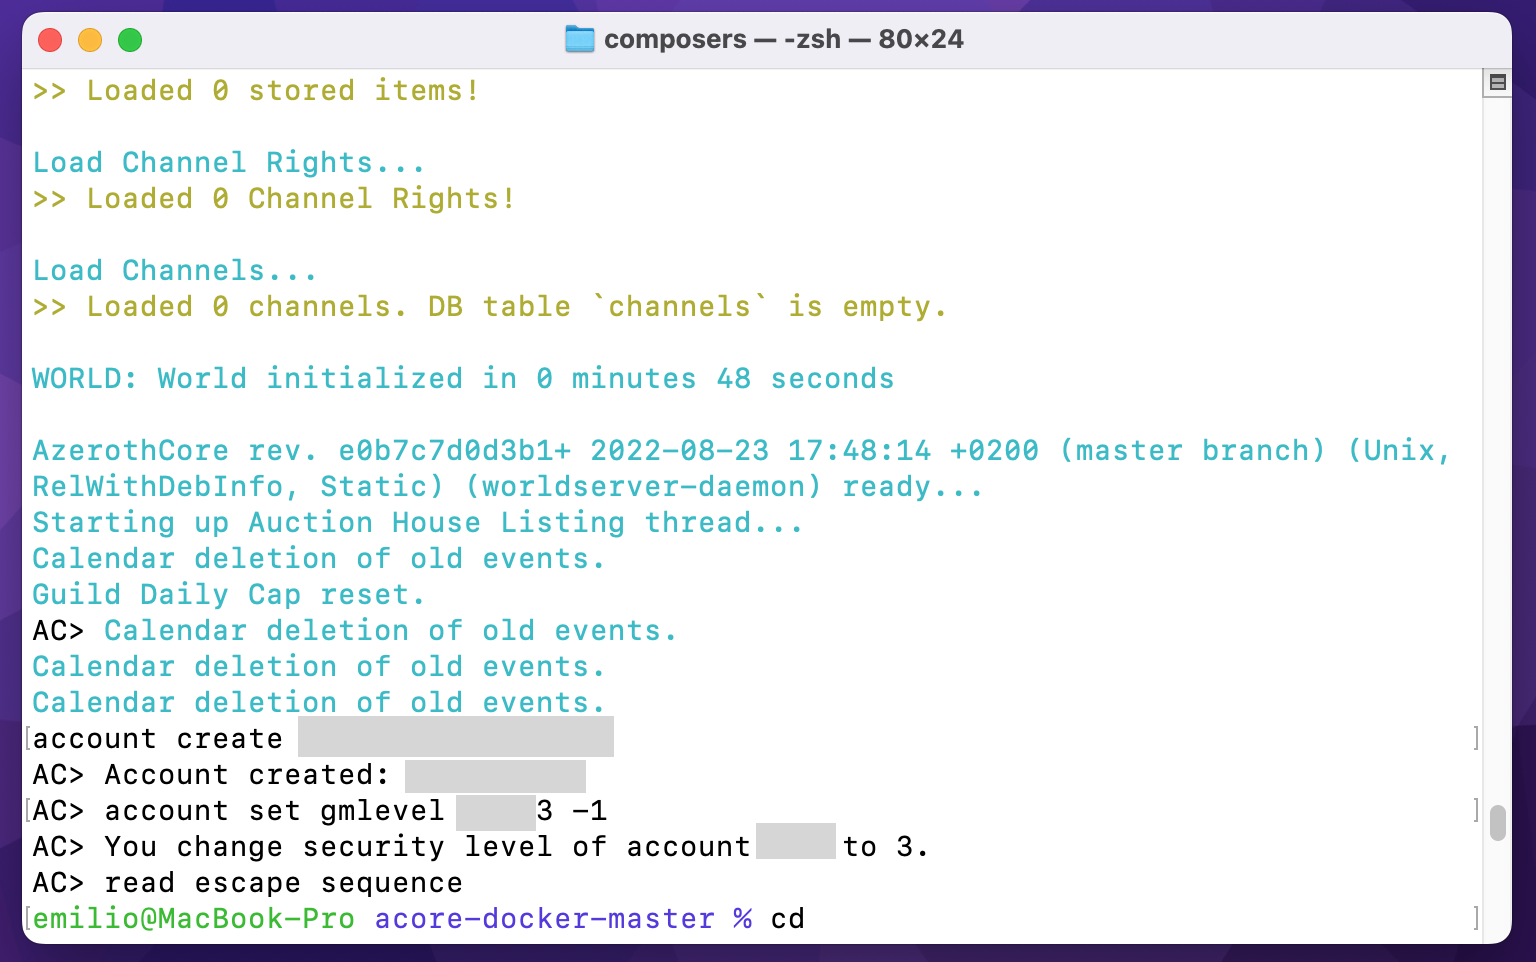 composers — -zsh — 80×24
>> Loaded 0 stored items!
Load Channel Rights...
>> Loaded 0 Channel Rights!
Load Channels...
>> Loaded 0 channels. DB table `channels` is empty.
WORLD: World initialized in 0 minutes 48 seconds
AzerothCore rev. e0b7c7d0d3b1+ 2022-08-23 17:48:14 +0200 (master branch) (Unix,
RelWithDebInfo, Static) (worldserver-daemon) ready...
Starting up Auction House Listing thread...
Calendar deletion of old events.
Guild Daily Cap reset.
AC> Calendar deletion of old events.
Calendar deletion of old events.
Calendar deletion of old events.
[account create ]
AC> Account created:
[AC> account set gmlevel 3 -1 ]
AC> You change security level of account to 3.
AC> read escape sequence
[emilio@MacBook-Pro acore-docker-master % cd ]